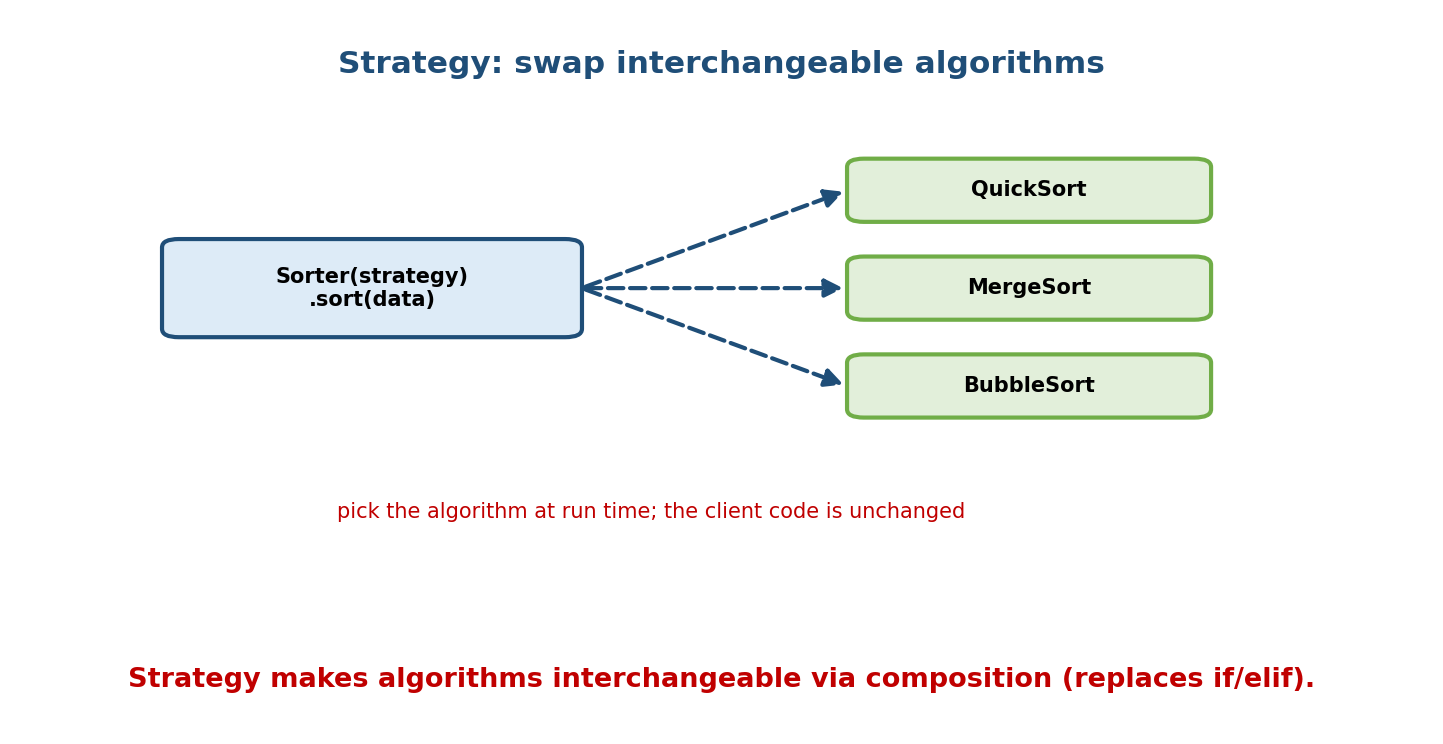 Strategy: swap interchangeable algorithms
Sorter(strategy)
.sort(data)
QuickSort
MergeSort
BubbleSort
pick the algorithm at run time; the client code is unchanged
Strategy makes algorithms interchangeable via composition (replaces if/elif).